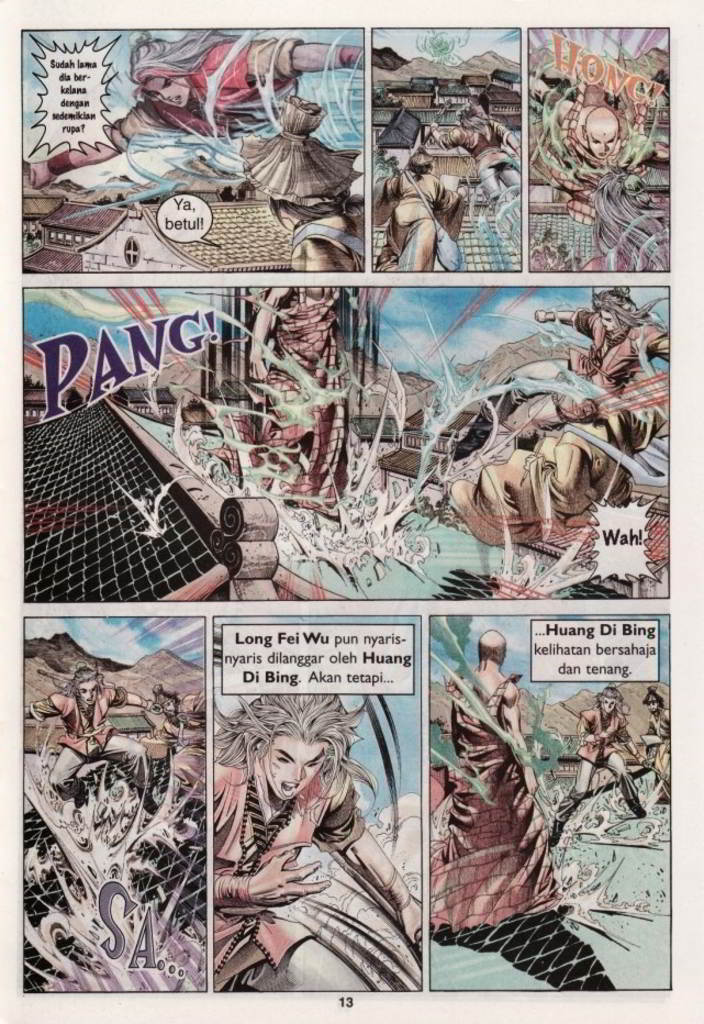 Sudah lama
dia ber-
kelana
dengan
sedemikian
rupa?
Ya,
betul!
HONG!
PANG!
Wah!
SA...
Long Fei Wu pun nyaris-
nyaris dilanggar oleh Huang
Di Bing. Akan tetapi...
...Huang Di Bing
kelihatan bersahaja
dan tenang.
13